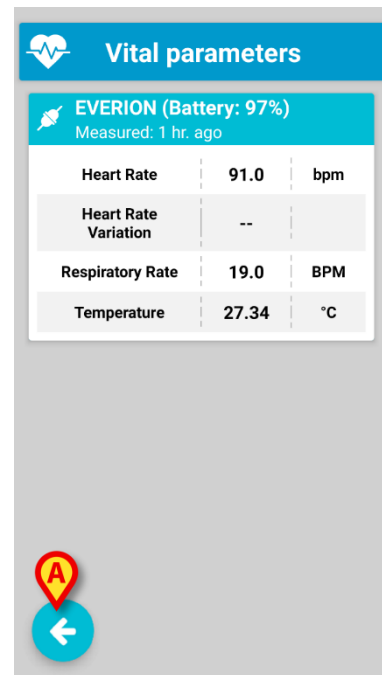 Vital parameters
EVERION (Battery: 97%)
Measured: 1 hr. ago
Heart Rate 91.0 bpm
Heart Rate
Variation --
Respiratory Rate 19.0 BPM
Temperature 27.34 °C
A